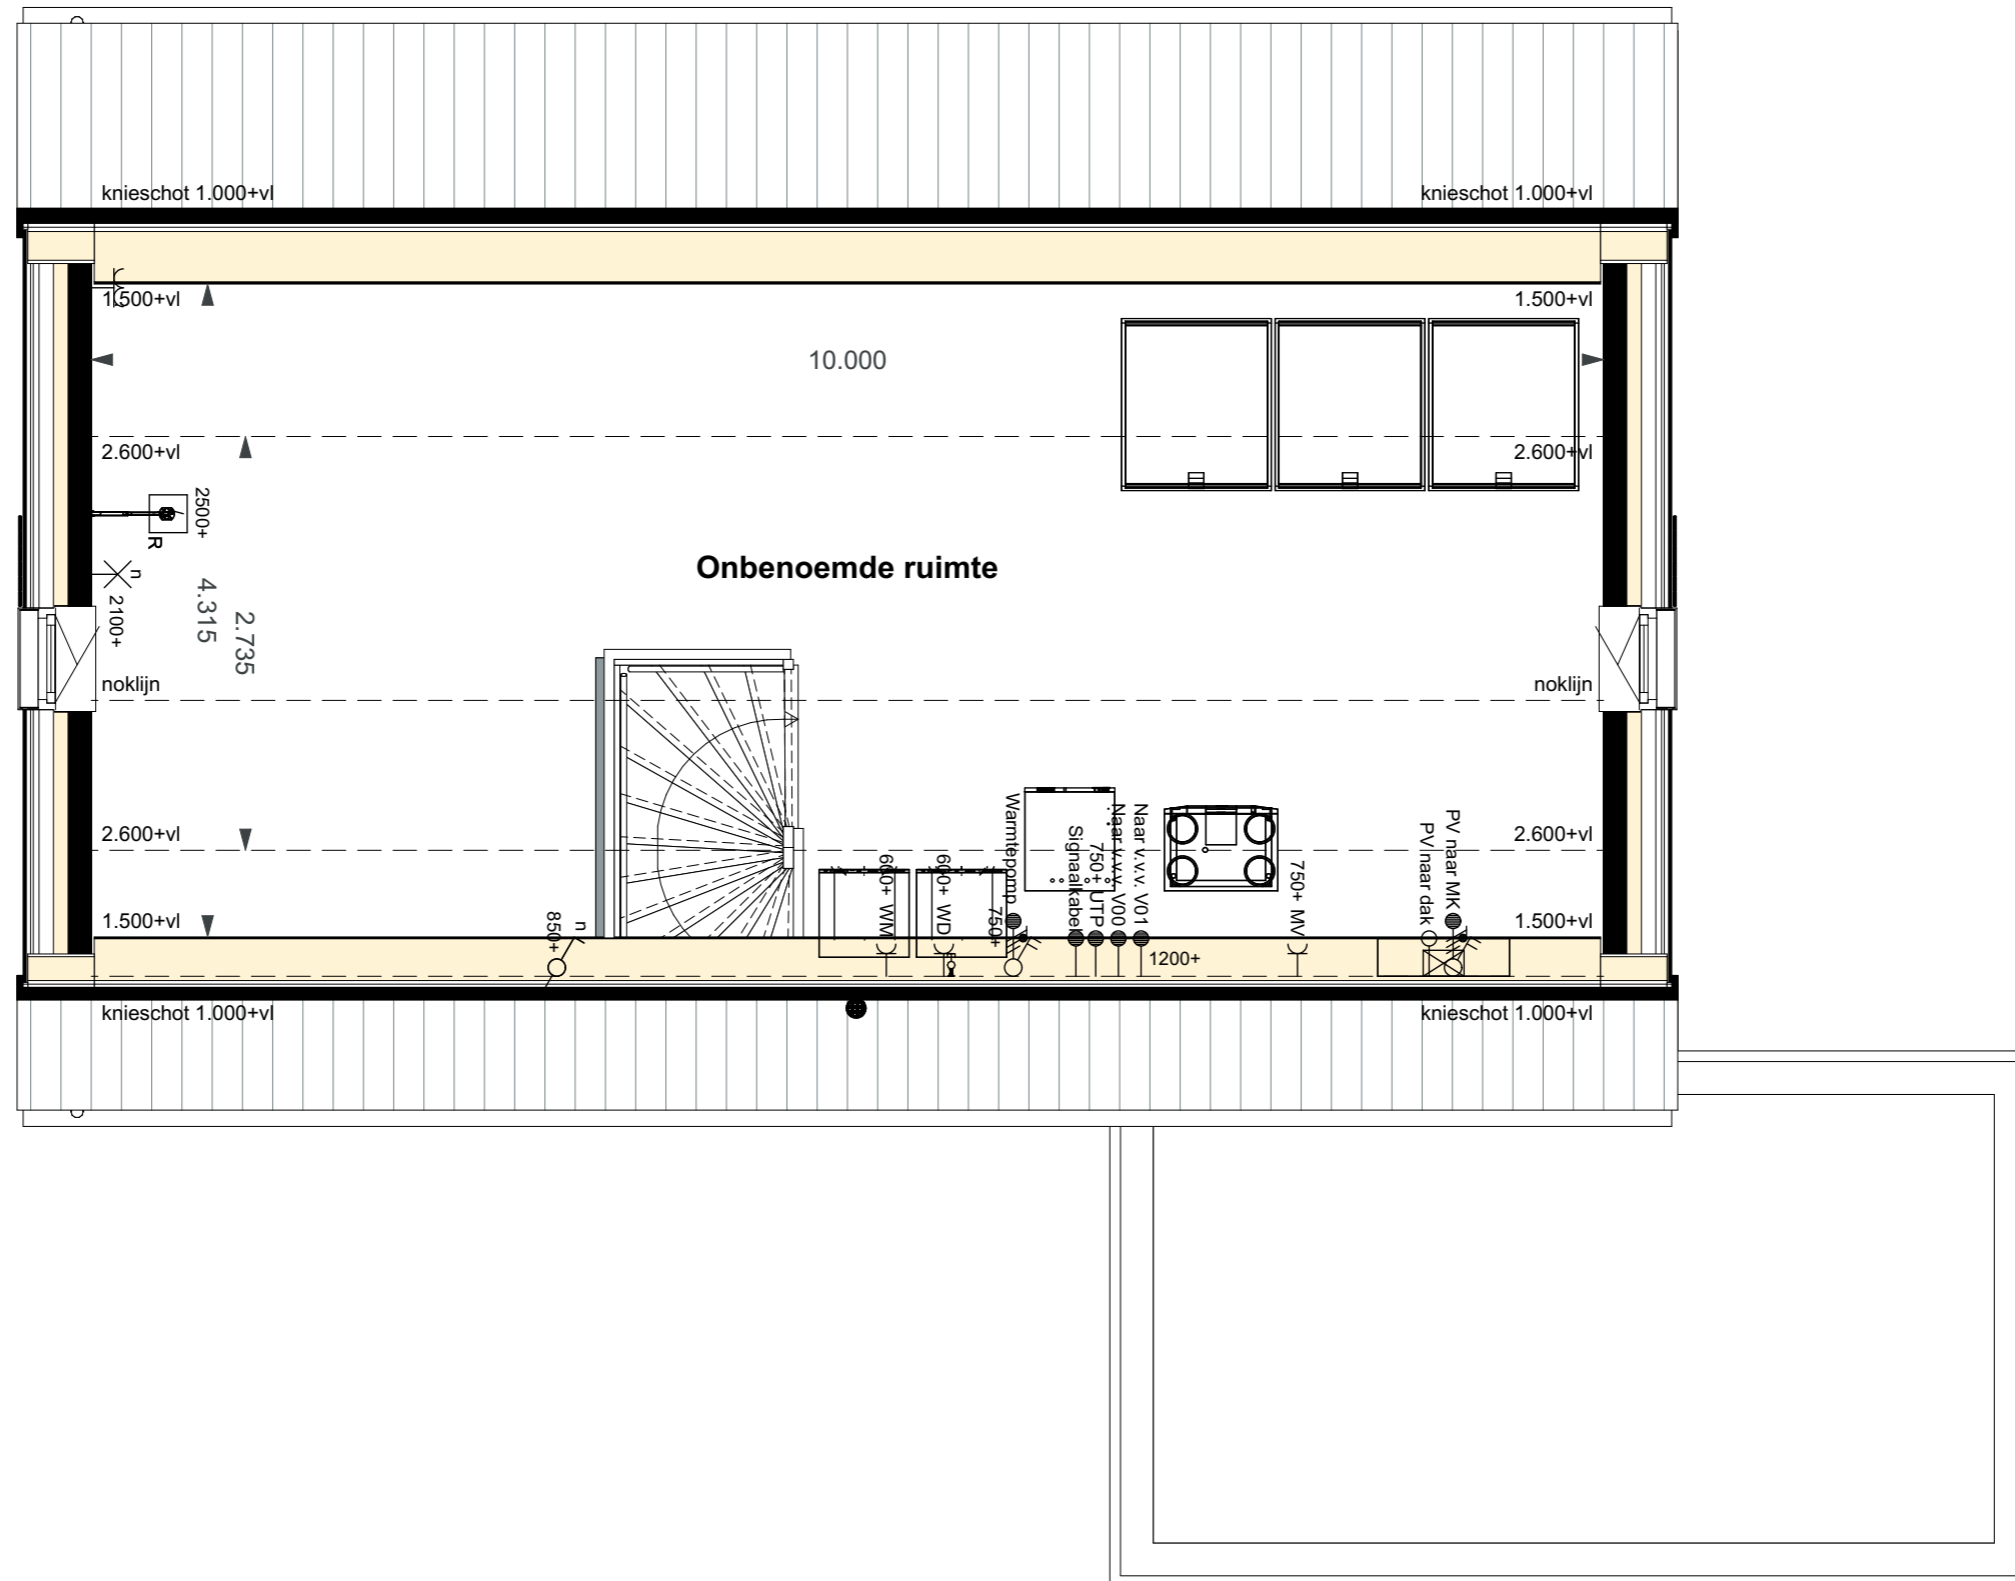 knieschot 1.000+vl
knieschot 1.000+vl
1.500+vl
1.500+vl
10.000
2.600+vl
2.600+vl
2500+
R
n
2100+
4.315
2.735
Onbenoemde ruimte
noklijn
noklijn
2.600+vl
2.600+vl
1.500+vl
1.500+vl
850+
n
600+ WM
600+ WD
Warmtepomp
750+
Signaalkabel
750+ UTP
Naar v.v.v. V00
Naar v.v.v. V01
1200+
750+ MV
PV naar dak
PV naar MK
knieschot 1.000+vl
knieschot 1.000+vl